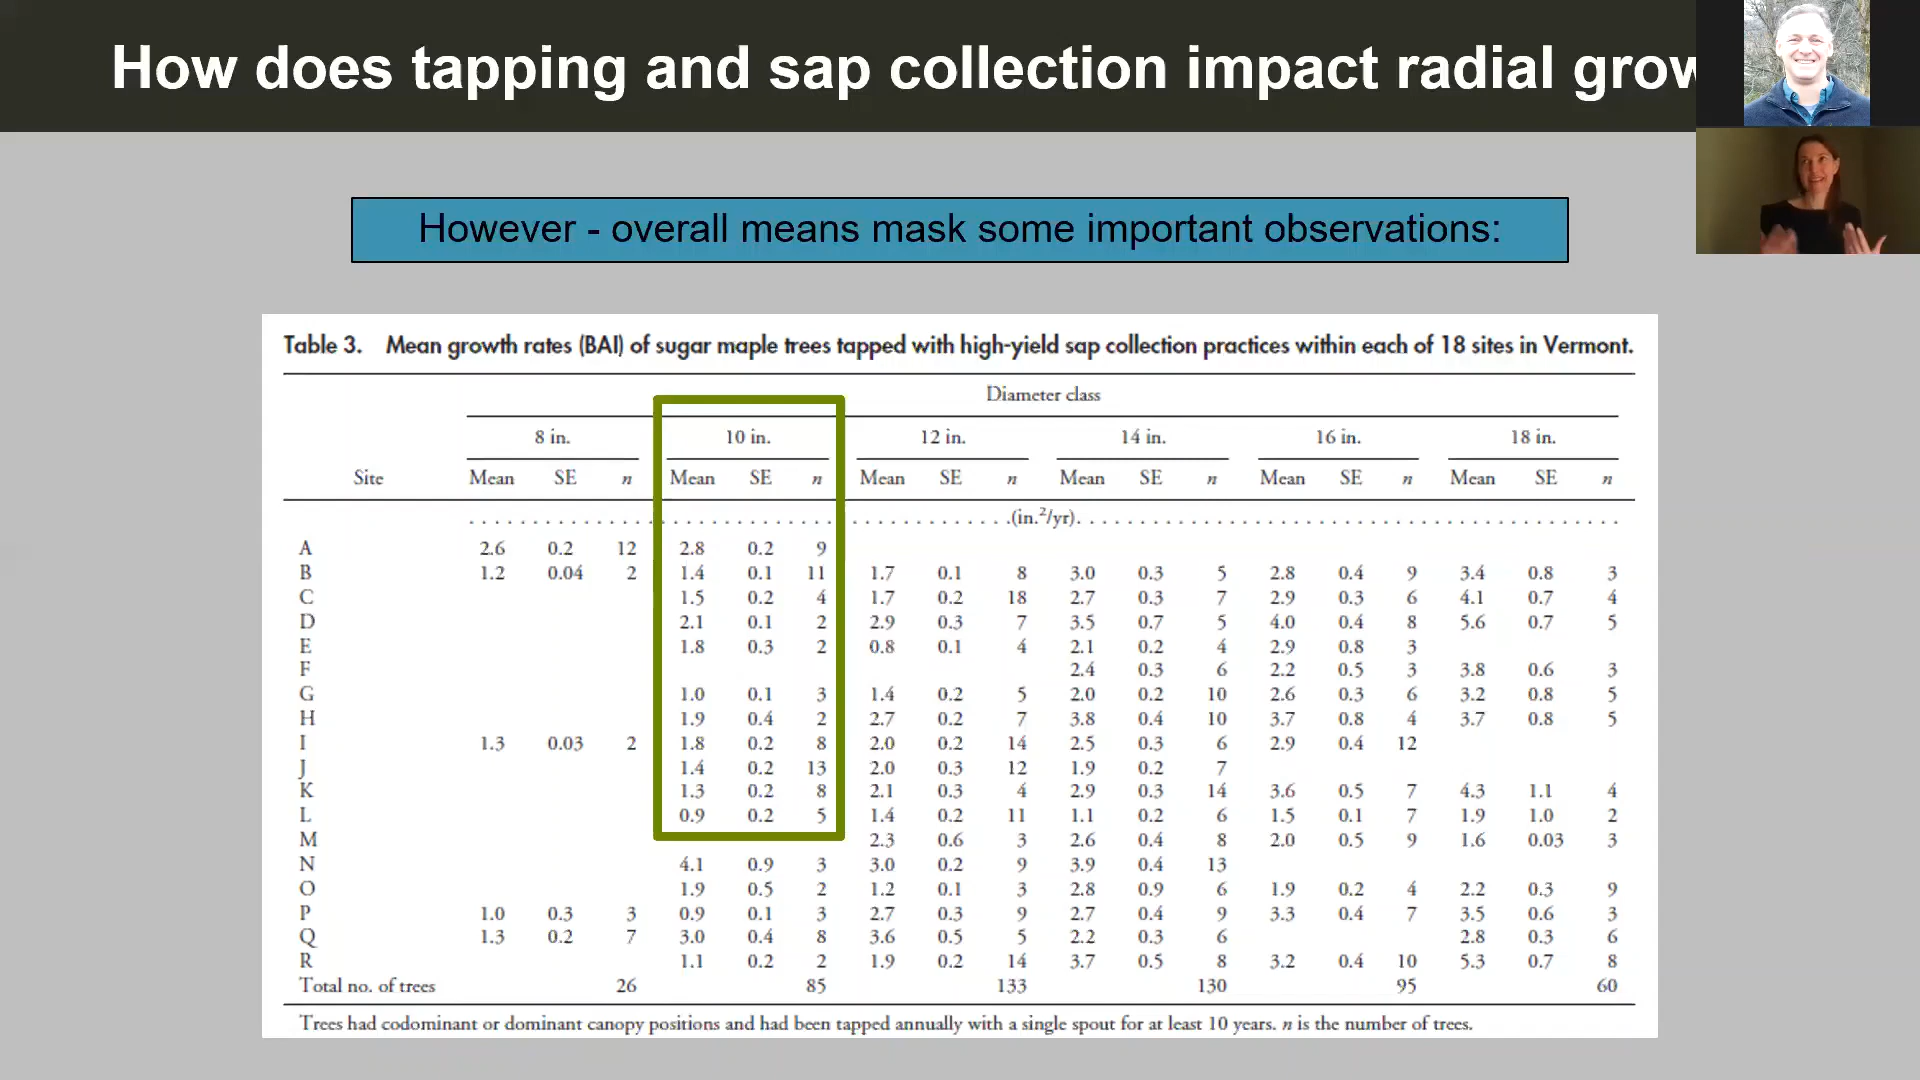 How does tapping and sap collection impact radial grow
However - overall means mask some important observations:
Table 3. Mean growth rates (BAI) of sugar maple trees tapped with high-yield sap collection practices within each of 18 sites in Vermont.
Diameter class
8 in. 10 in. 12 in. 14 in. 16 in. 18 in.
Site Mean SE n Mean SE n Mean SE n Mean SE n Mean SE n Mean SE n
(in.²/yr)
A 2.6 0.2 12 2.8 0.2 9
B 1.2 0.04 2 1.4 0.1 11 1.7 0.1 8 3.0 0.3 5 2.8 0.4 9 3.4 0.8 3
C 1.5 0.2 4 1.7 0.2 18 2.7 0.3 7 2.9 0.3 6 4.1 0.7 4
D 2.1 0.1 2 2.9 0.3 7 3.5 0.7 5 4.0 0.4 8 5.6 0.7 5
E 1.8 0.3 2 0.8 0.1 4 2.1 0.2 4 2.9 0.8 3
F 2.4 0.3 6 2.2 0.5 3 3.8 0.6 3
G 1.0 0.1 3 1.4 0.2 5 2.0 0.2 10 2.6 0.3 6 3.2 0.8 5
H 1.9 0.4 2 2.7 0.2 7 3.8 0.4 10 3.7 0.8 4 3.7 0.8 5
I 1.3 0.03 2 1.8 0.2 8 2.0 0.2 14 2.5 0.3 6 2.9 0.4 12
J 1.4 0.2 13 2.0 0.3 12 1.9 0.2 7
K 1.3 0.2 8 2.1 0.3 4 2.9 0.3 14 3.6 0.5 7 4.3 1.1 4
L 0.9 0.2 5 1.4 0.2 11 1.1 0.2 6 1.5 0.1 7 1.9 1.0 2
M 2.3 0.6 3 2.6 0.4 8 2.0 0.5 9 1.6 0.03 3
N 4.1 0.9 3 3.0 0.2 9 3.9 0.4 13
O 1.9 0.5 2 1.2 0.1 3 2.8 0.9 6 1.9 0.2 4 2.2 0.3 9
P 1.0 0.3 3 0.9 0.1 3 2.7 0.3 9 2.7 0.4 9 3.3 0.4 7 3.5 0.6 3
Q 1.3 0.2 7 3.0 0.4 8 3.6 0.5 5 2.2 0.3 6 2.8 0.3 6
R 1.1 0.2 2 1.9 0.2 14 3.7 0.5 8 3.2 0.4 10 5.3 0.7 8
Total no. of trees 26 85 133 130 95 60
Trees had codominant or dominant canopy positions and had been tapped annually with a single spout for at least 10 years. n is the number of trees.